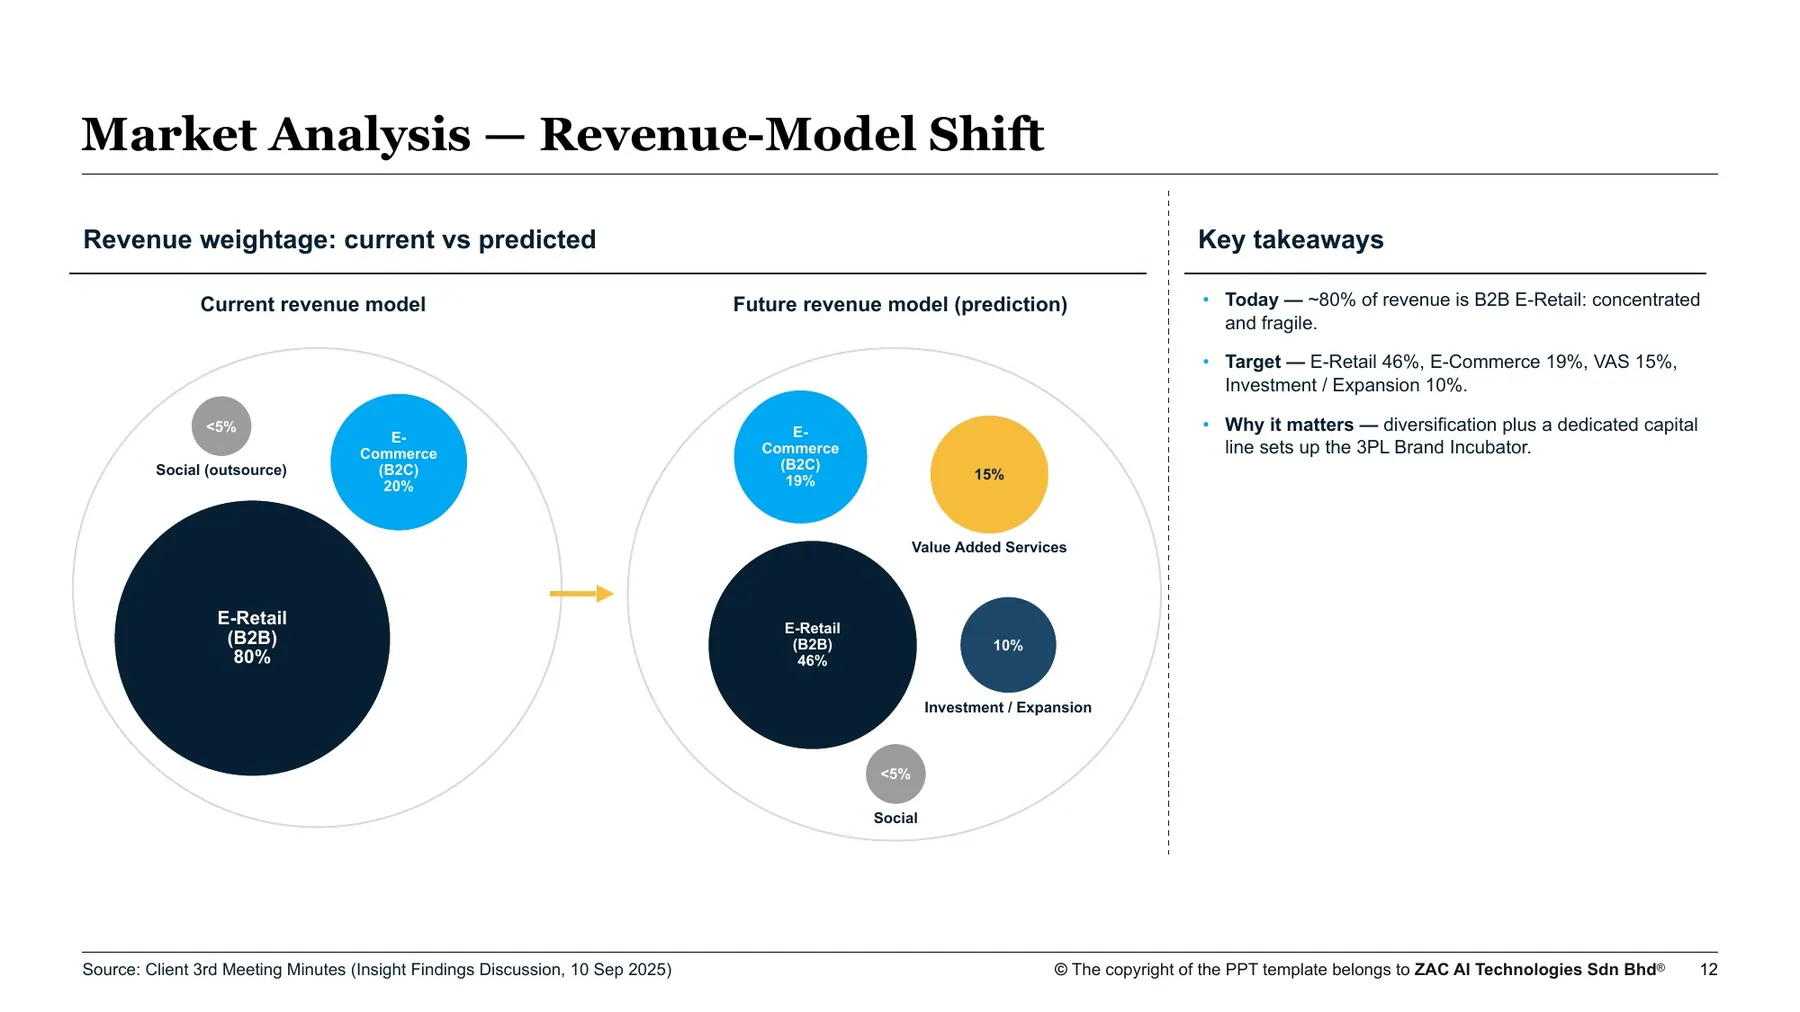 Market Analysis — Revenue-Model Shift
Revenue weightage: current vs predicted
Current revenue model
<5%
Social (outsource)
E-
Commerce
(B2C)
20%
E-Retail
(B2B)
80%
Future revenue model (prediction)
E-
Commerce
(B2C)
19%
15%
Value Added Services
E-Retail
(B2B)
46%
10%
Investment / Expansion
<5%
Social
Key takeaways
• Today — ~80% of revenue is B2B E-Retail: concentrated
and fragile.
• Target — E-Retail 46%, E-Commerce 19%, VAS 15%,
Investment / Expansion 10%.
• Why it matters — diversification plus a dedicated capital
line sets up the 3PL Brand Incubator.
Source: Client 3rd Meeting Minutes (Insight Findings Discussion, 10 Sep 2025)
© The copyright of the PPT template belongs to ZAC AI Technologies Sdn Bhd®
12